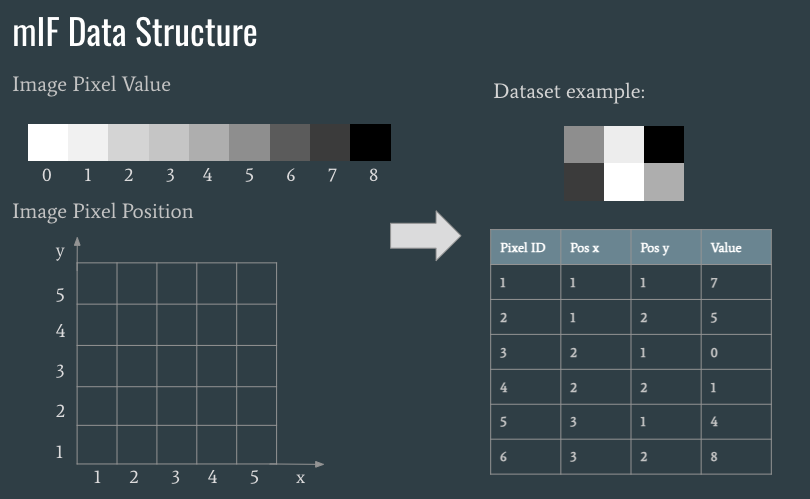 mIF Data Structure
Image Pixel Value
0 1 2 3 4 5 6 7 8
Image Pixel Position
y
5
4
3
2
1
1 2 3 4 5 x
Dataset example:
Pixel ID Pos x Pos y Value
1 1 1 7
2 1 2 5
3 2 1 0
4 2 2 1
5 3 1 4
6 3 2 8